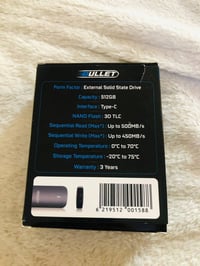 BULLET
Form Factor : External Solid State Drive
Capacity : 512GB
Interface : Type-C
NAND Flash : 3D TLC
Sequential Read (Max*) : Up to 500MB/s
Sequential Write (Max*) : Up to 450MB/s
Operating Temperature : 0°C to 70°C
Storage Temperature : -20°C to 75°C
Warranty : 3 Years
6 219512 001588